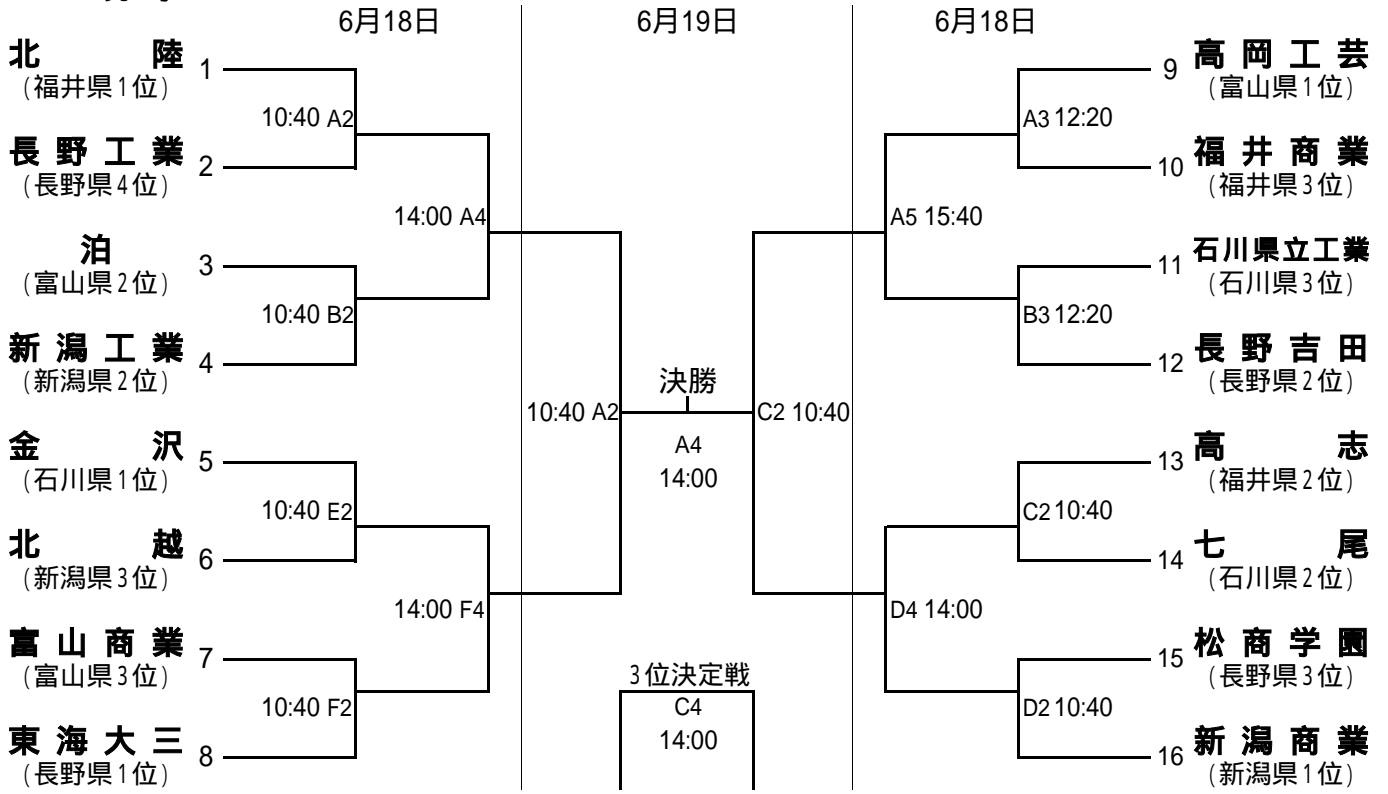 6月18日
6月19日
6月18日
北陸 1
(福井県1位)
10:40 A2
長野工業 2
(長野県4位)
14:00 A4
泊 3
(富山県2位)
10:40 B2
新潟工業 4
(新潟県2位)
10:40 A2
金沢 5
(石川県1位)
10:40 E2
北越 6
(新潟県3位)
14:00 F4
富山商業 7
(富山県3位)
10:40 F2
東海大三 8
(長野県1位)
決勝
A4
14:00
3位決定戦
C4
14:00
9 高岡工芸
(富山県1位)
A3 12:20
10 福井商業
(福井県3位)
A5 15:40
11 石川県立工業
(石川県3位)
B3 12:20
12 長野吉田
(長野県2位)
C2 10:40
13 高志
(福井県2位)
C2 10:40
14 七尾
(石川県2位)
D4 14:00
15 松商学園
(長野県3位)
D2 10:40
16 新潟商業
(新潟県1位)